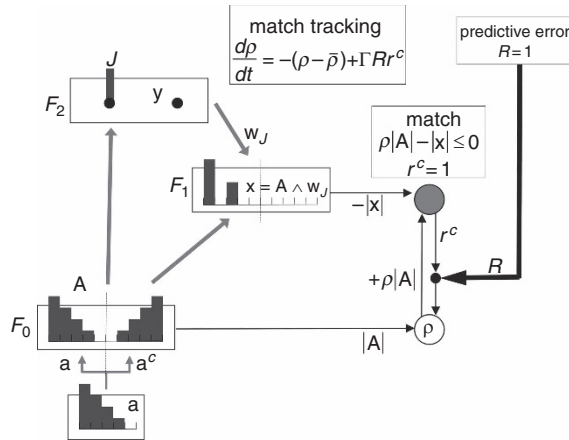 match tracking
dρ/dt = −(ρ−ρ̄)+ΓRr^c
predictive error
R=1
J
y
F₂
w_J
match
ρ|A|−|x| ≤ 0
r^c = 1
F₁
x = A ∧ w_J
−|x|
r^c
A
R
+ρ|A|
F₀
ρ
|A|
a
a^c
a